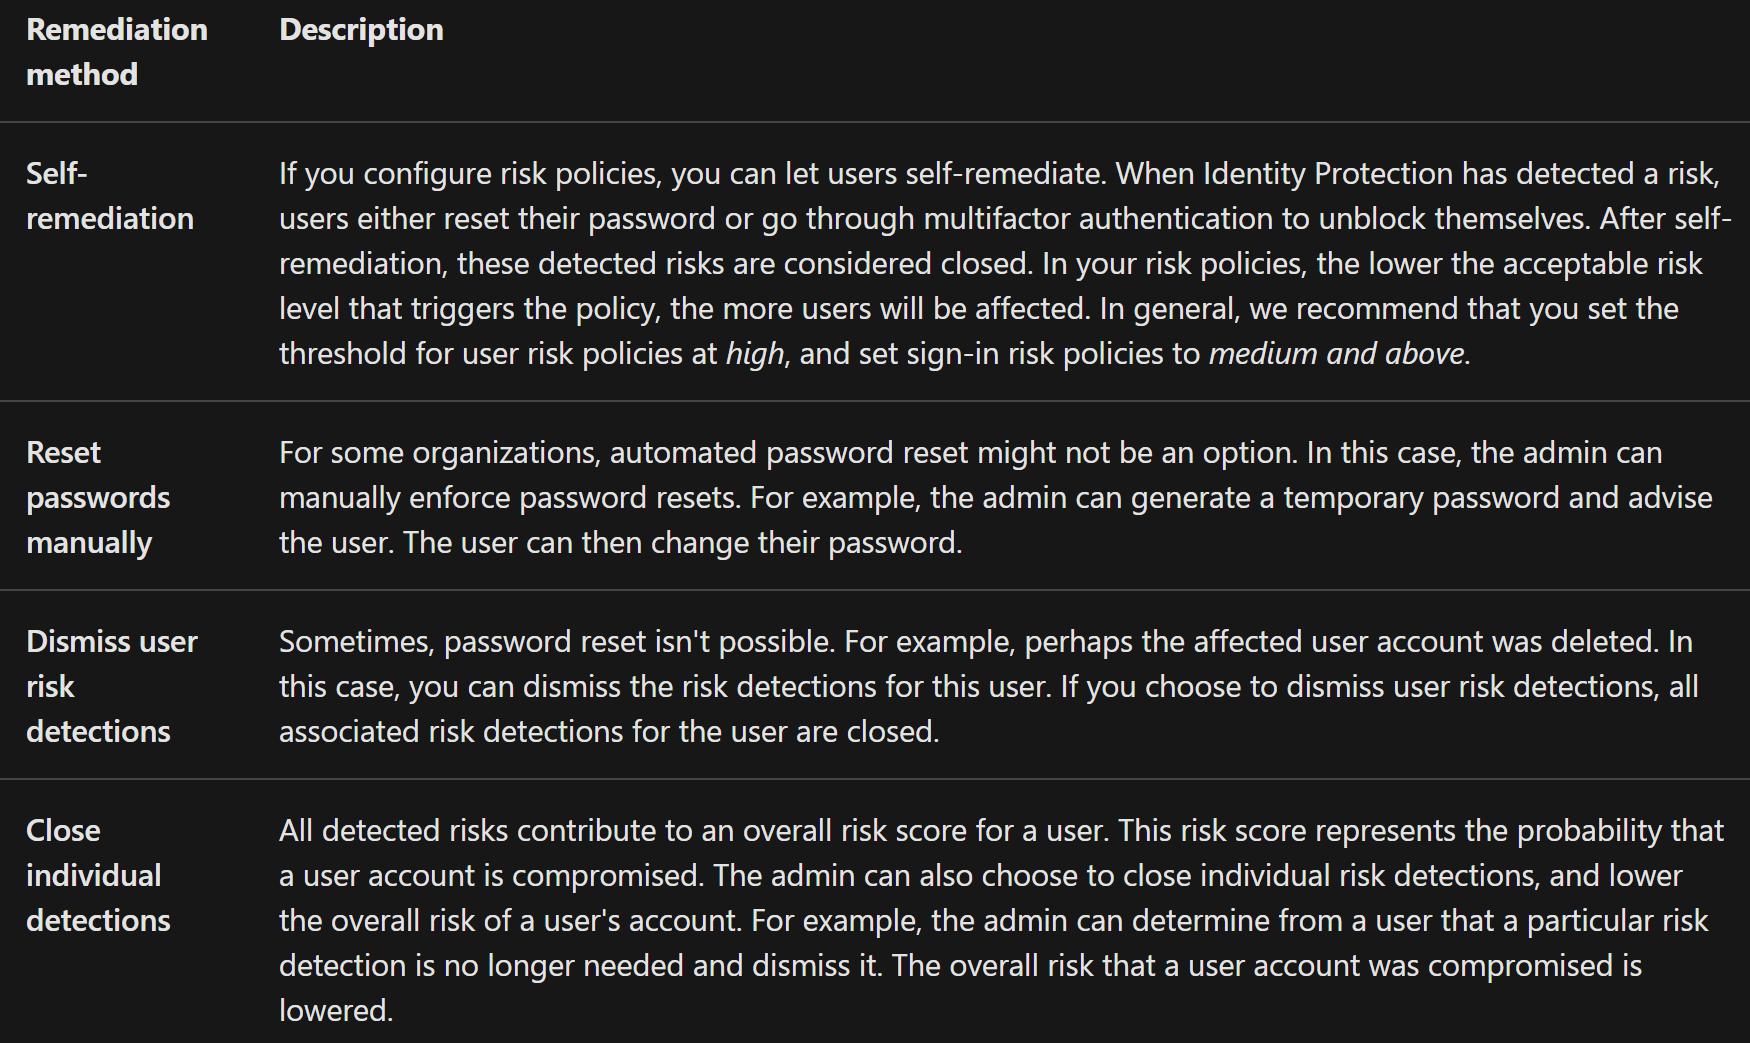 Remediation method
Description
Self-remediation
If you configure risk policies, you can let users self-remediate. When Identity Protection has detected a risk,
users either reset their password or go through multifactor authentication to unblock themselves. After self-
remediation, these detected risks are considered closed. In your risk policies, the lower the acceptable risk
level that triggers the policy, the more users will be affected. In general, we recommend that you set the
threshold for user risk policies at high, and set sign-in risk policies to medium and above.
Reset
passwords
manually
For some organizations, automated password reset might not be an option. In this case, the admin can
manually enforce password resets. For example, the admin can generate a temporary password and advise
the user. The user can then change their password.
Dismiss user
risk
detections
Sometimes, password reset isn't possible. For example, perhaps the affected user account was deleted. In
this case, you can dismiss the risk detections for this user. If you choose to dismiss user risk detections, all
associated risk detections for the user are closed.
Close
individual
detections
All detected risks contribute to an overall risk score for a user. This risk score represents the probability that
a user account is compromised. The admin can also choose to close individual risk detections, and lower
the overall risk of a user's account. For example, the admin can determine from a user that a particular risk
detection is no longer needed and dismiss it. The overall risk that a user account was compromised is
lowered.